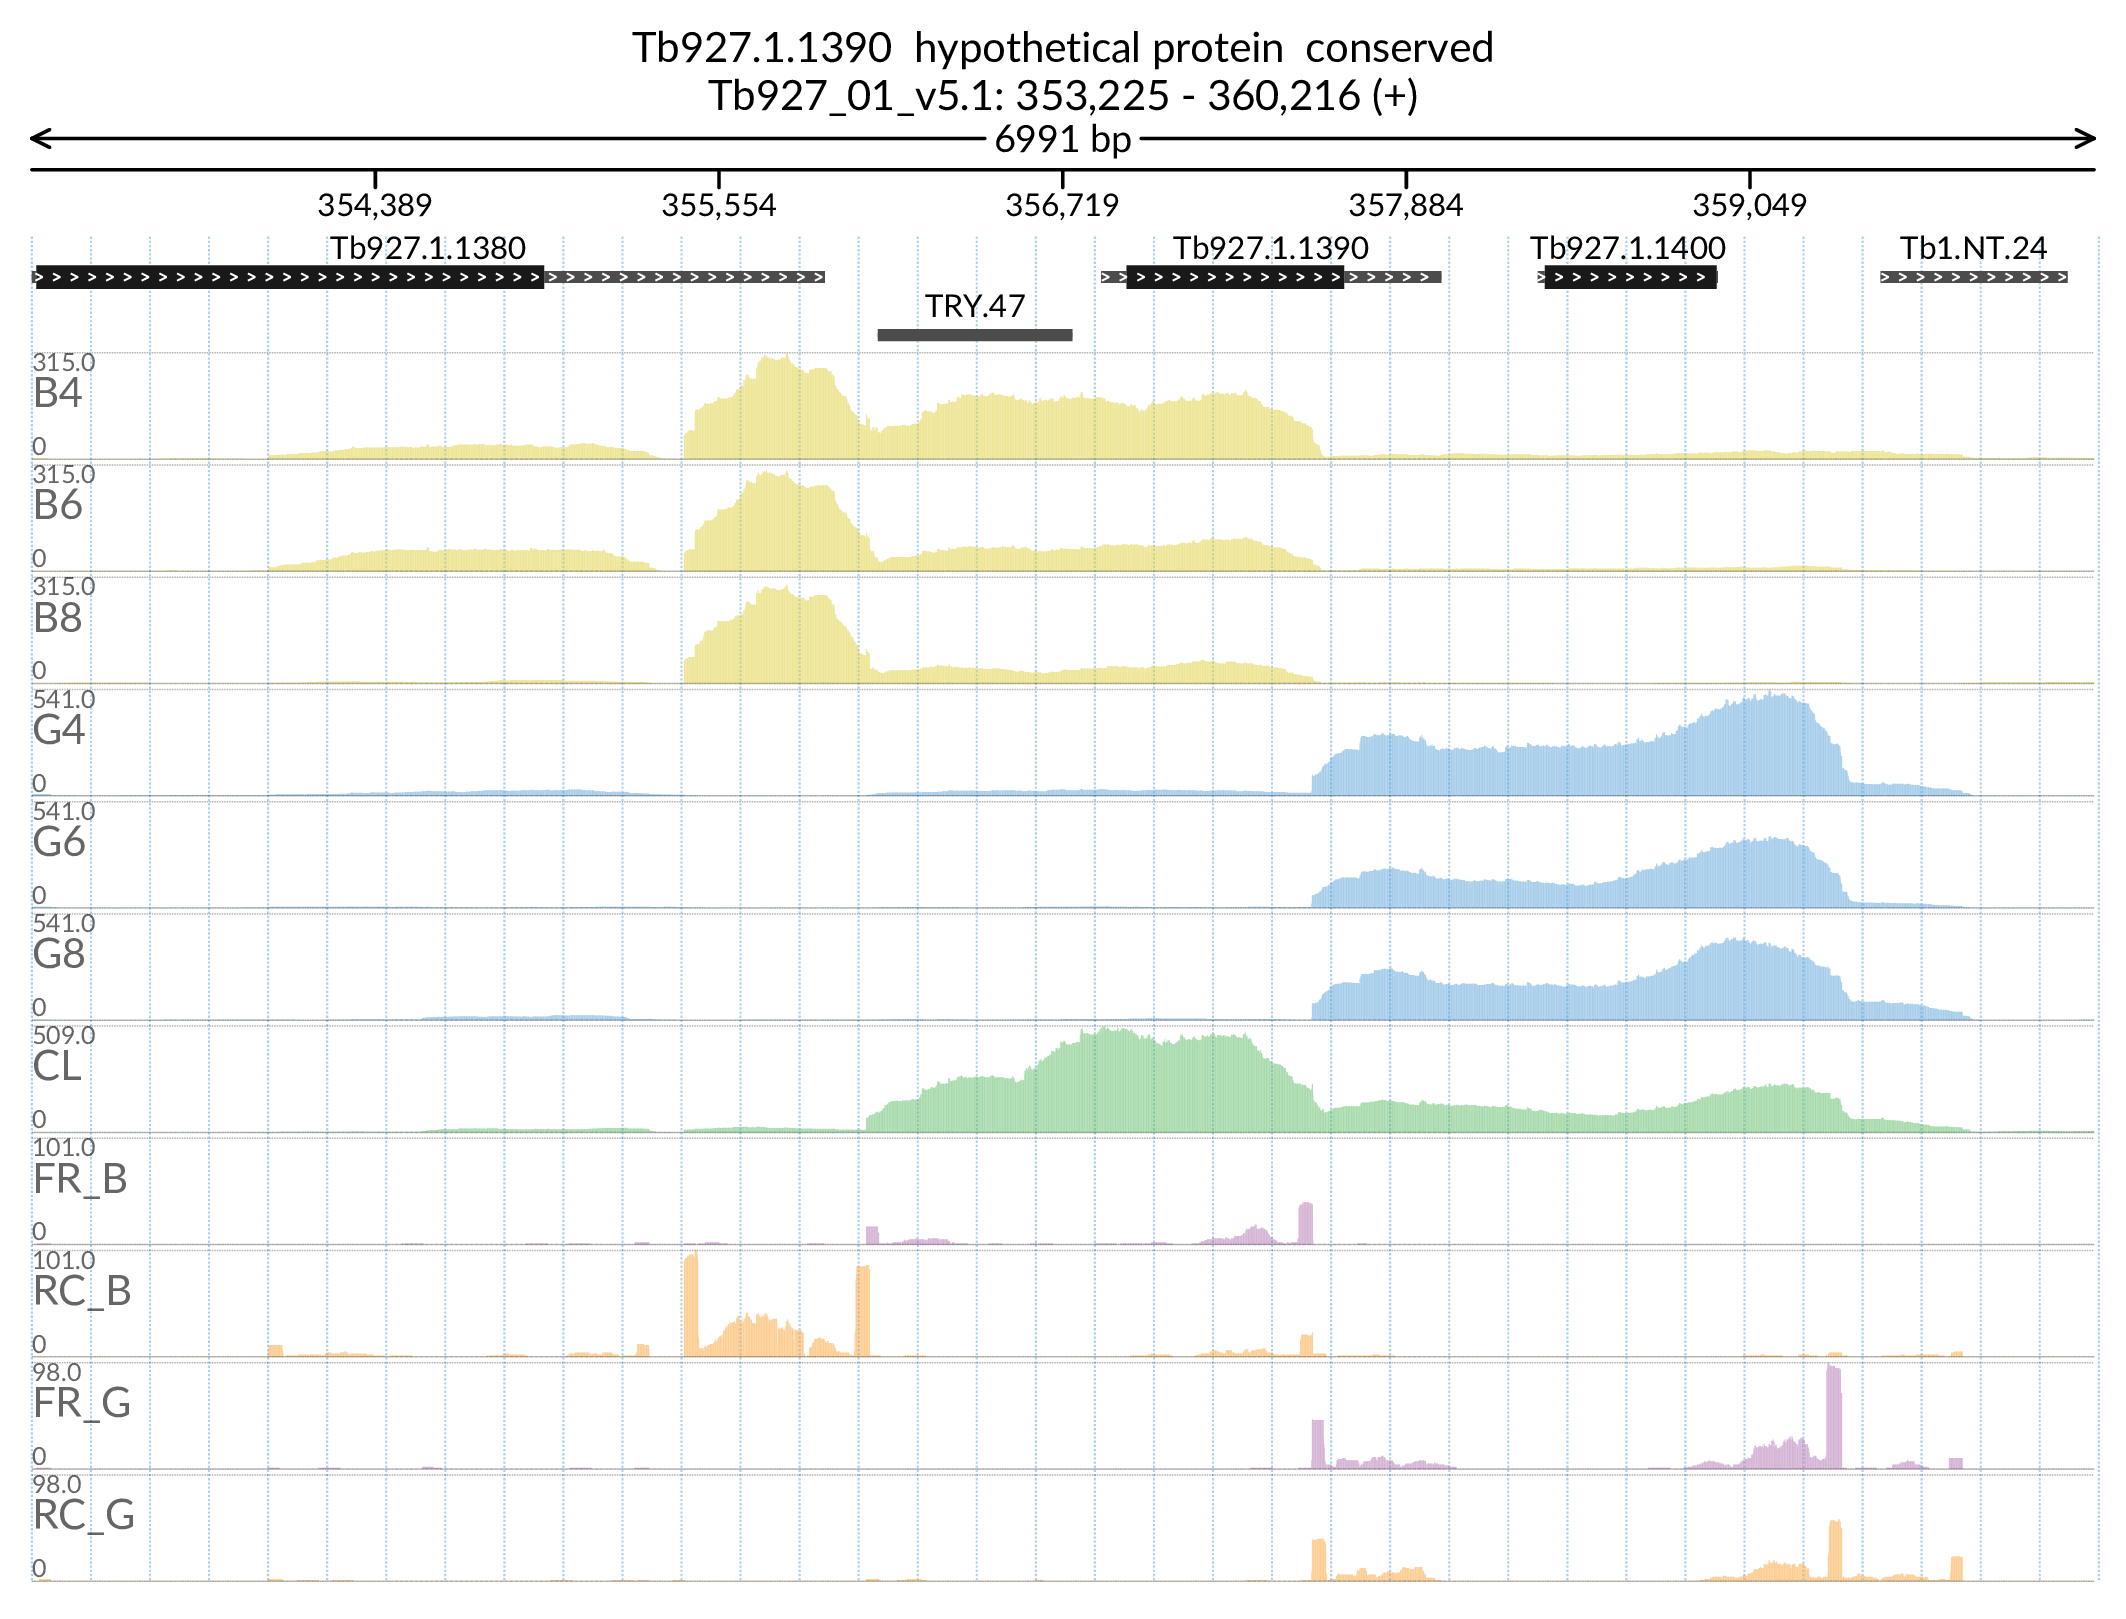 Tb927.1.1390  hypothetical protein  conserved
Tb927_01_v5.1: 353,225 - 360,216 (+)
6991 bp
354,389 355,554 356,719 357,884 359,049
Tb927.1.1380 Tb927.1.1390 Tb927.1.1400 Tb1.NT.24
TRY.47
315.0
B4
0
315.0
B6
0
315.0
B8
0
541.0
G4
0
541.0
G6
0
541.0
G8
0
509.0
CL
0
101.0
FR_B
0
101.0
RC_B
0
98.0
FR_G
0
98.0
RC_G
0